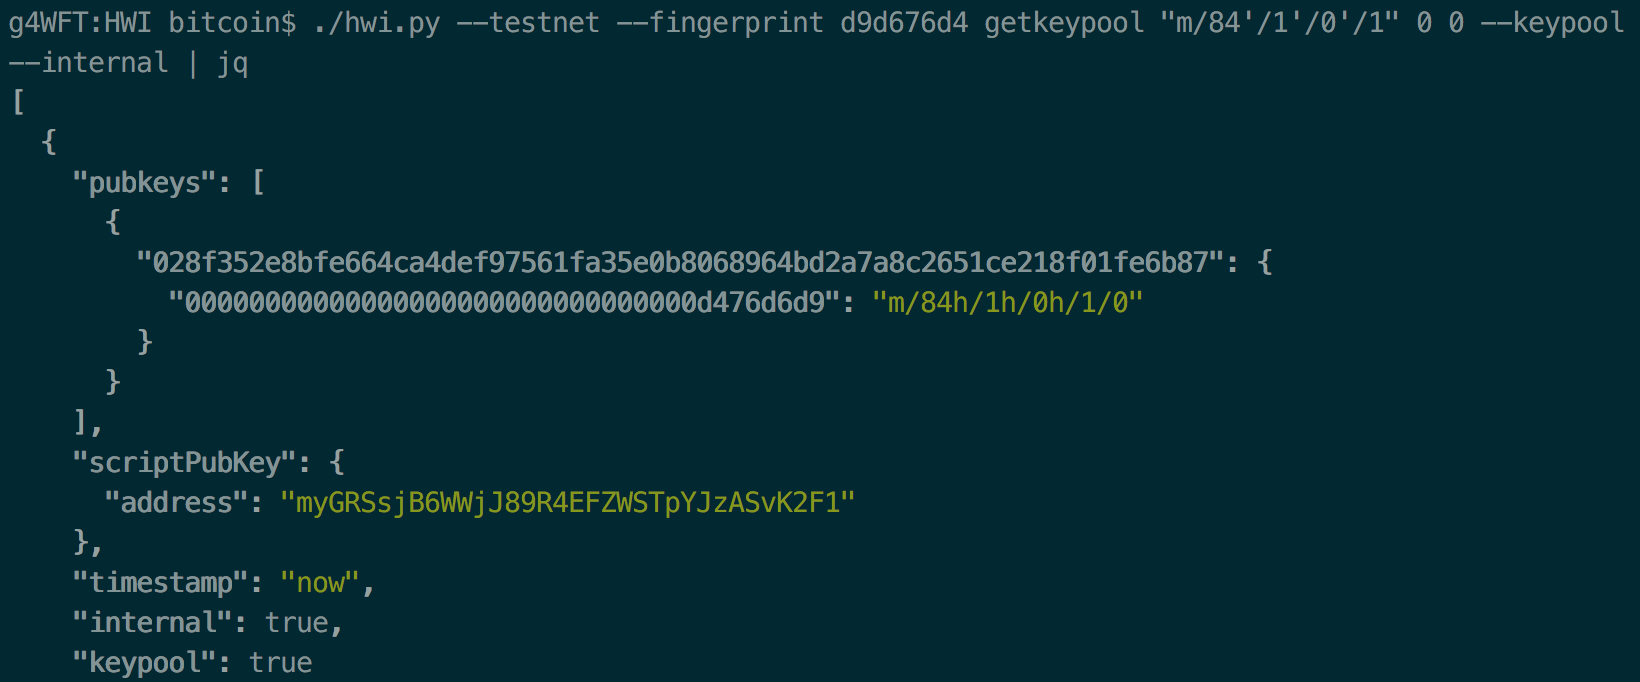 g4WFT:HWI bitcoin$ ./hwi.py --testnet --fingerprint d9d676d4 getkeypool "m/84'/1'/0'/1" 0 0 --keypool
--internal | jq
[
  {
    "pubkeys": [
      {
        "028f352e8bfe664ca4def97561fa35e0b8068964bd2a7a8c2651ce218f01fe6b87": {
          "00000000000000000000000000000000d476d6d9": "m/84h/1h/0h/1/0"
        }
      }
    ],
    "scriptPubKey": {
      "address": "myGRSsjB6WWjJ89R4EFZWSTpYJzASvK2F1"
    },
    "timestamp": "now",
    "internal": true,
    "keypool": true